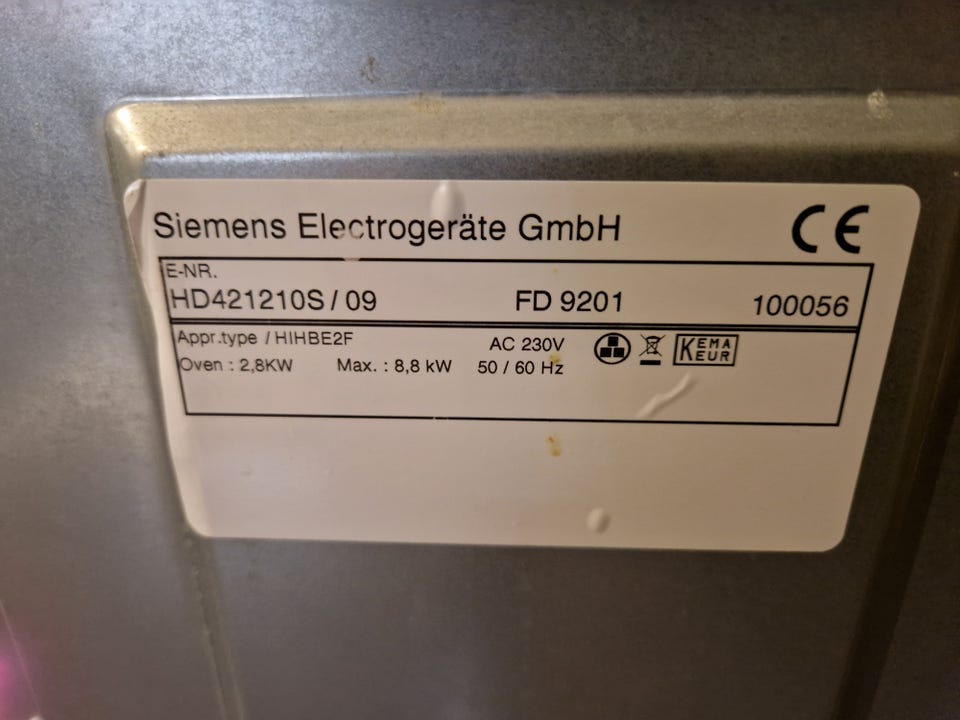 Siemens Electrogeräte GmbH CE
E-NR.
HD421210S / 09 FD 9201 100056
Appr.type / HIHBE2F AC 230V KEMA KEUR
Oven : 2,8KW Max. : 8,8 kW 50 / 60 Hz